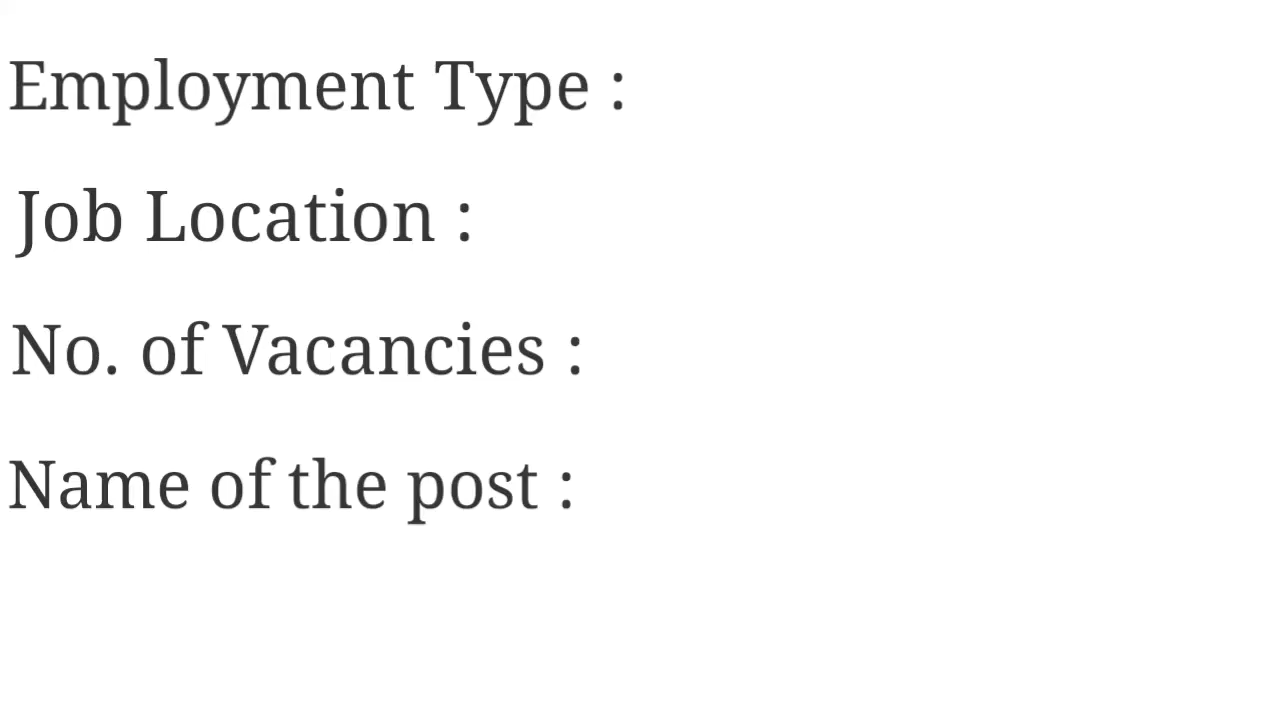 Employment Type :
Job Location :
No. of Vacancies :
Name of the post :